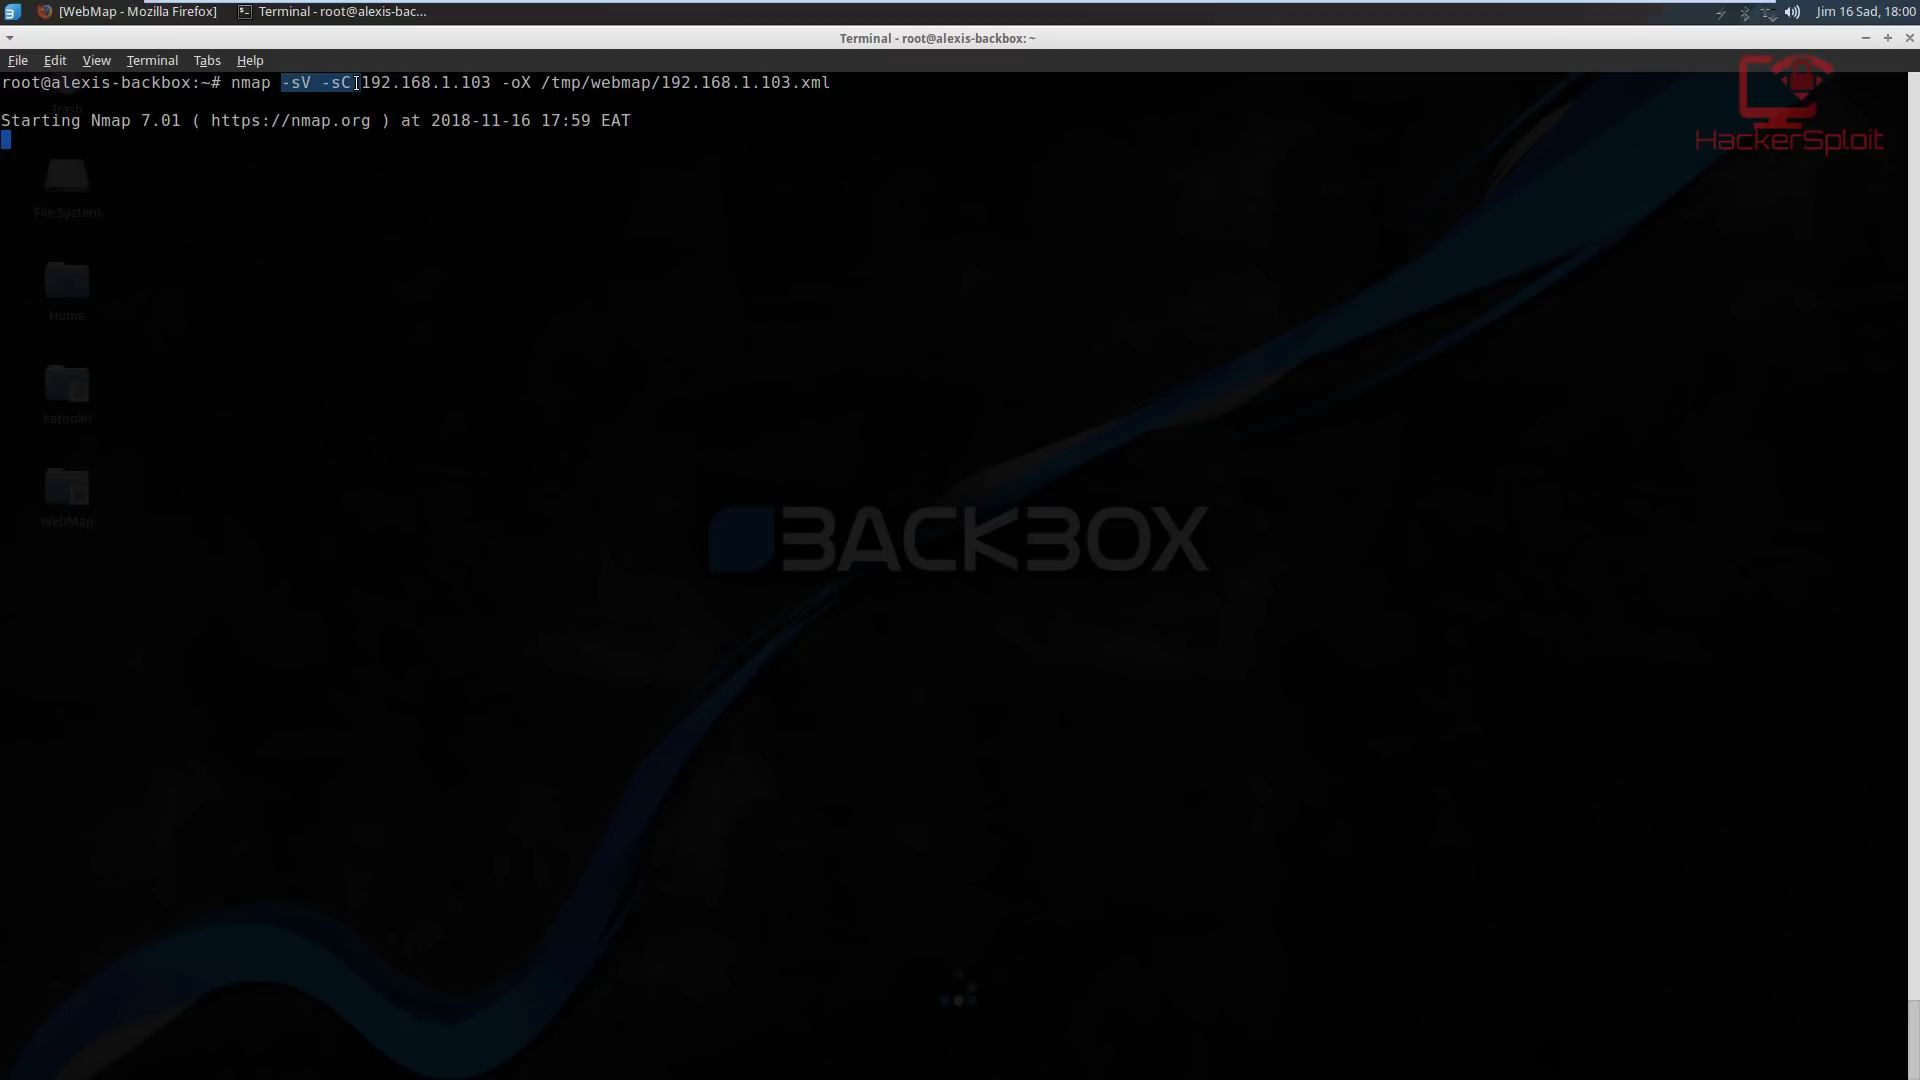 [WebMap - Mozilla Firefox]
Terminal - root@alexis-bac...
Jim 16 Sad, 18:00
Terminal - root@alexis-backbox: ~
File Edit View Terminal Tabs Help
root@alexis-backbox:~# nmap -sV -sC 192.168.1.103 -oX /tmp/webmap/192.168.1.103.xml
Trash
Starting Nmap 7.01 ( https://nmap.org ) at 2018-11-16 17:59 EAT
HackerSploit
File System
Home
katoolin
WebMap
BACKBOX